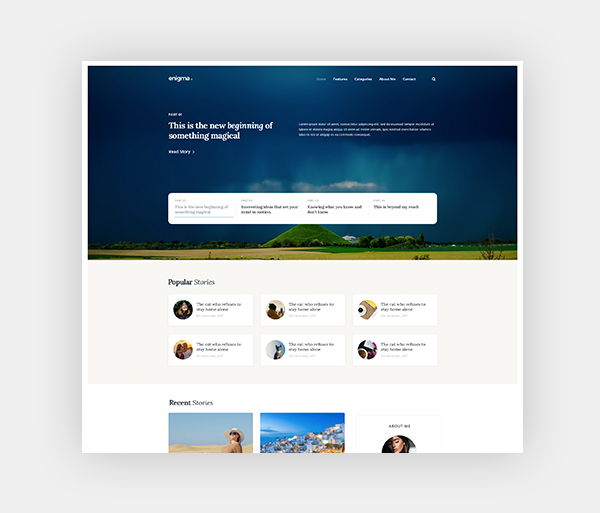 enigma.
Home Features Categories About Me Contact
PART 01
This is the new beginning of
something magical
Lorem ipsum dolor sit amet, consectetur adipiscing elit, sed do eiusmod tempor incididunt ut
labore et dolore magna aliqua. Ut enim ad minim veniam, quis nostrud exercitation ullamco
laboris nisi ut aliquip ex ea commodo consequat.
Read Story >
This is the new beginning of
something magical
Interesting ideas that set your
mind in motion.
Knowing what you know and
don't know
This is beyond my reach
Popular Stories
The cat who refuses to
stay home alone
The cat who refuses to
stay home alone
The cat who refuses to
stay home alone
The cat who refuses to
stay home alone
The cat who refuses to
stay home alone
The cat who refuses to
stay home alone
Recent Stories
ABOUT ME